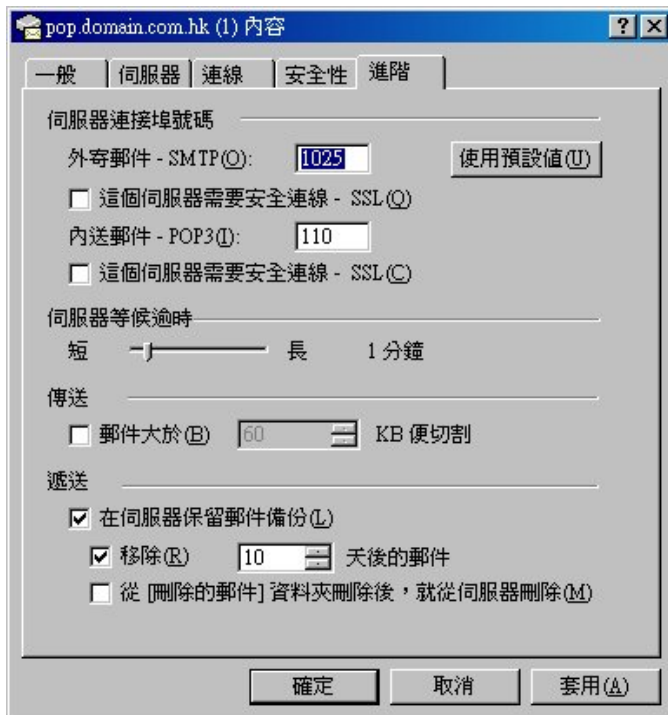 pop.domain.com.hk (1) 內容
一般 伺服器 連線 安全性 進階
伺服器連接埠號碼
外寄郵件 - SMTP(O): 1025 使用預設值(U)
這個伺服器需要安全連線 - SSL(Q)
內送郵件 - POP3(I): 110
這個伺服器需要安全連線 - SSL(C)
伺服器等候逾時
短 長 1 分鐘
傳送
郵件大於(B) 60 KB 便切割
遞送
在伺服器保留郵件備份(L)
移除(R) 10 天後的郵件
從 [刪除的郵件] 資料夾刪除後，就從伺服器刪除(M)
確定 取消 套用(A)